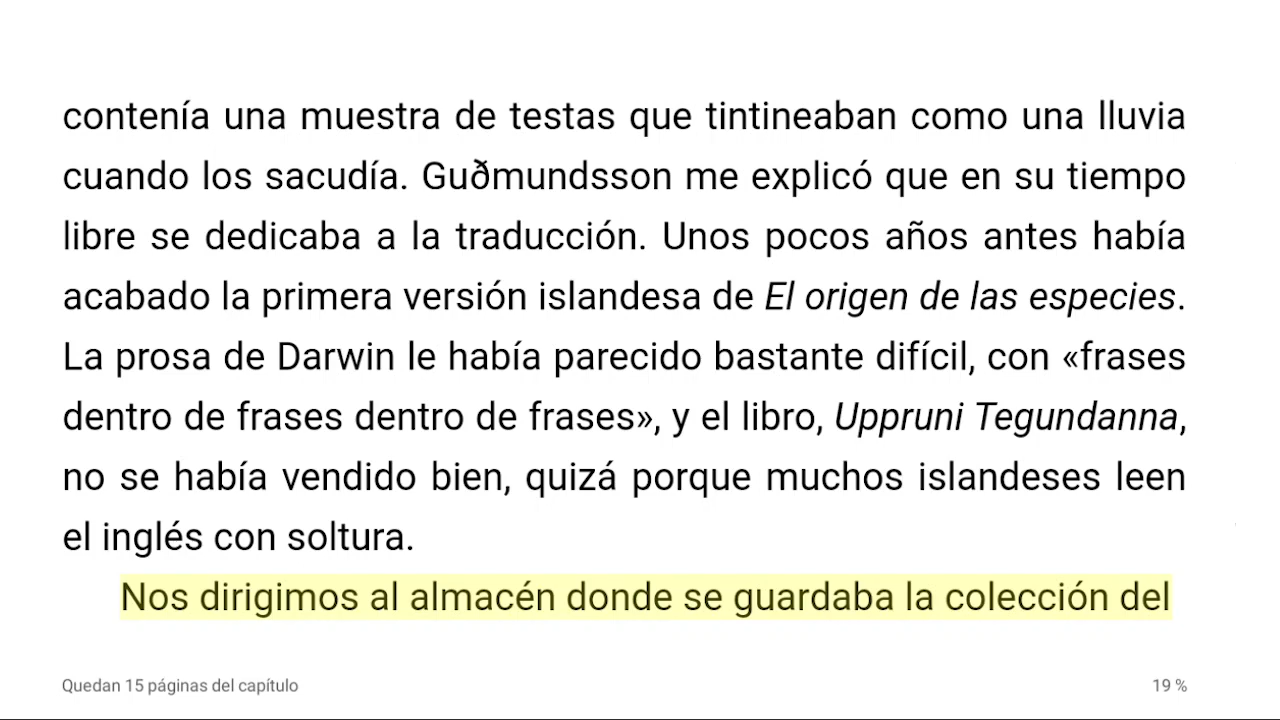 contenía una muestra de testas que tintineaban como una lluvia
cuando los sacudía. Guðmundsson me explicó que en su tiempo
libre se dedicaba a la traducción. Unos pocos años antes había
acabado la primera versión islandesa de El origen de las especies.
La prosa de Darwin le había parecido bastante difícil, con «frases
dentro de frases dentro de frases», y el libro, Uppruni Tegundanna,
no se había vendido bien, quizá porque muchos islandeses leen
el inglés con soltura.
Nos dirigimos al almacén donde se guardaba la colección del
Quedan 15 páginas del capítulo
19 %